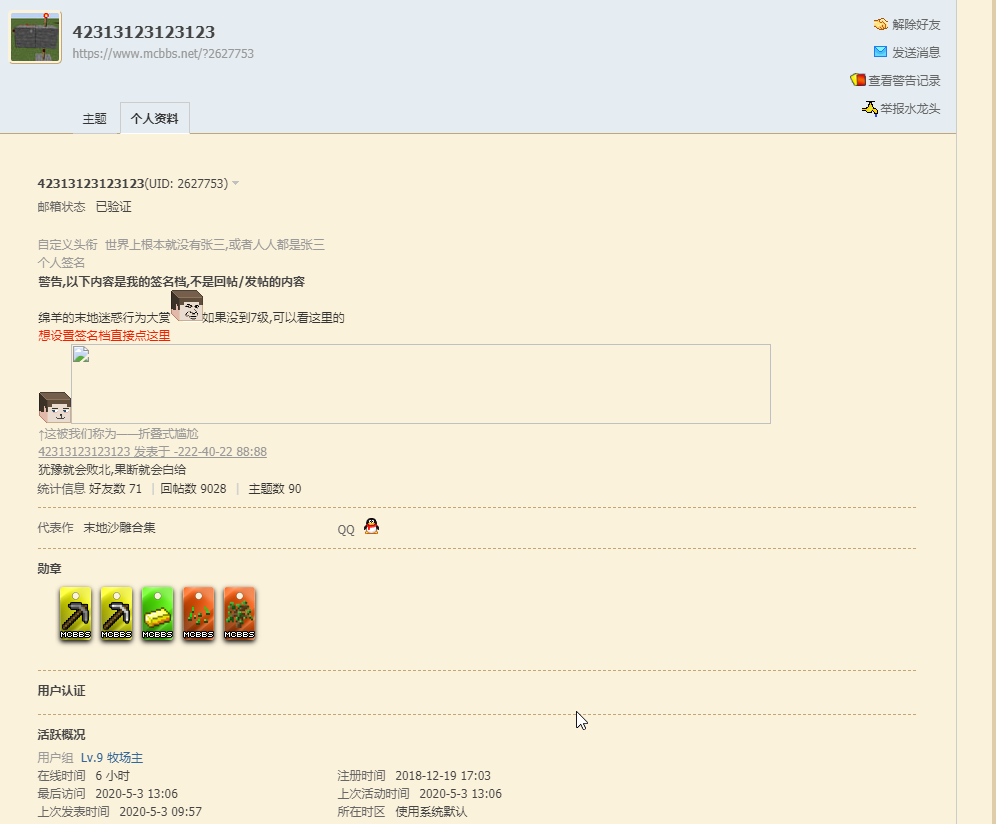 42313123123123
https://www.mcbbs.net/?2627753
解除好友
发送消息
查看警告记录
举报水龙头
主题 个人资料
42313123123123(UID: 2627753)
邮箱状态 已验证
自定义头衔 世界上根本就没有张三,或者人人都是张三
个人签名
警告,以下内容是我的签名档,不是回帖/发帖的内容
绵羊的末地迷惑行为大赏如果没到7级,可以看这里的
想设置签名档直接点这里
↑这被我们称为——折叠式尴尬
42313123123123 发表于 -222-40-22 88:88
犹豫就会败北,果断就会白给
统计信息 好友数 71 | 回帖数 9028 | 主题数 90
代表作 末地沙雕合集 QQ
勋章
MCBBS MCBBS MCBBS MCBBS MCBBS
用户认证
活跃概况
用户组 Lv.9 牧场主
在线时间 6 小时 注册时间 2018-12-19 17:03
最后访问 2020-5-3 13:06 上次活动时间 2020-5-3 13:06
上次发表时间 2020-5-3 09:57 所在时区 使用系统默认